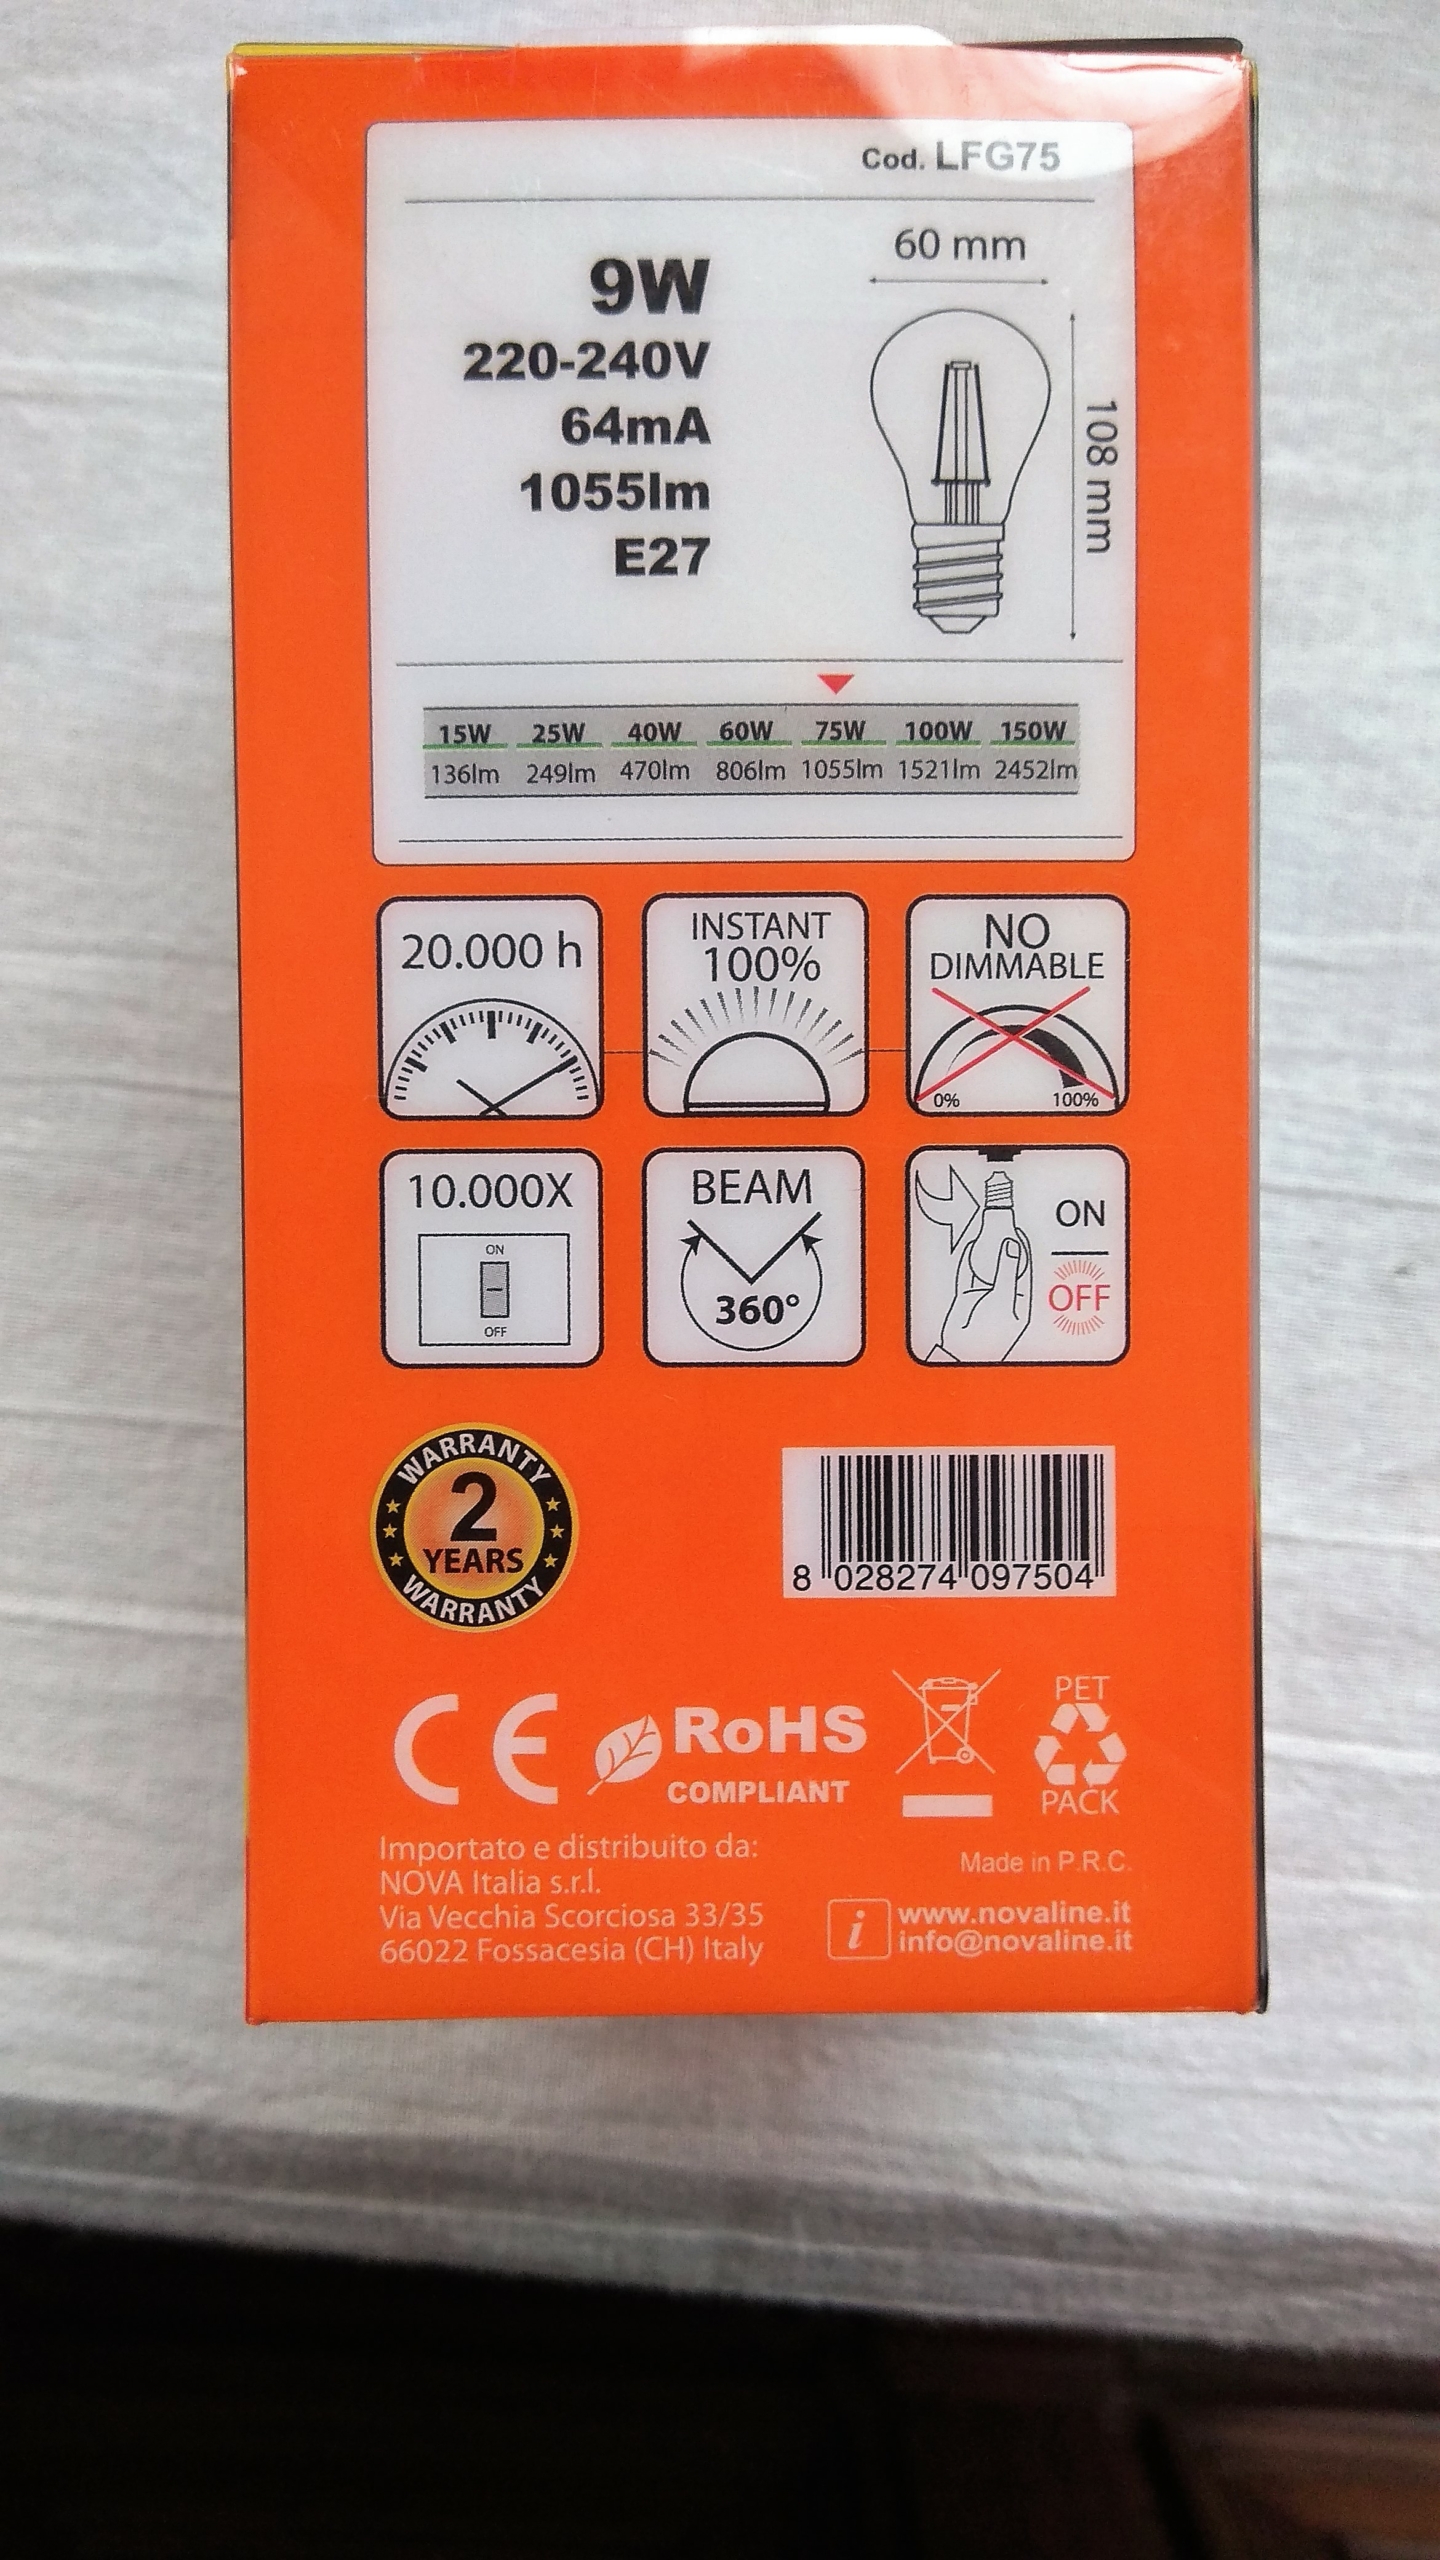 Cod. LFG75
60 mm
9W
220-240V
64mA
1055lm
E27
108 mm
15W 25W 40W 60W 75W 100W 150W
136lm 249lm 470lm 806lm 1055lm 1521lm 2452lm
20.000 h
INSTANT
100%
NO
DIMMABLE
0% 100%
10.000X
ON
OFF
BEAM
360°
ON
OFF
WARRANTY
2
YEARS
WARRANTY
8 028274 097504
CE
RoHS
COMPLIANT
PET
PACK
Importato e distribuito da:
NOVA Italia s.r.l.
Via Vecchia Scorciosa 33/35
66022 Fossacesia (CH) Italy
Made in P.R.C.
i
www.novaline.it
info@novaline.it